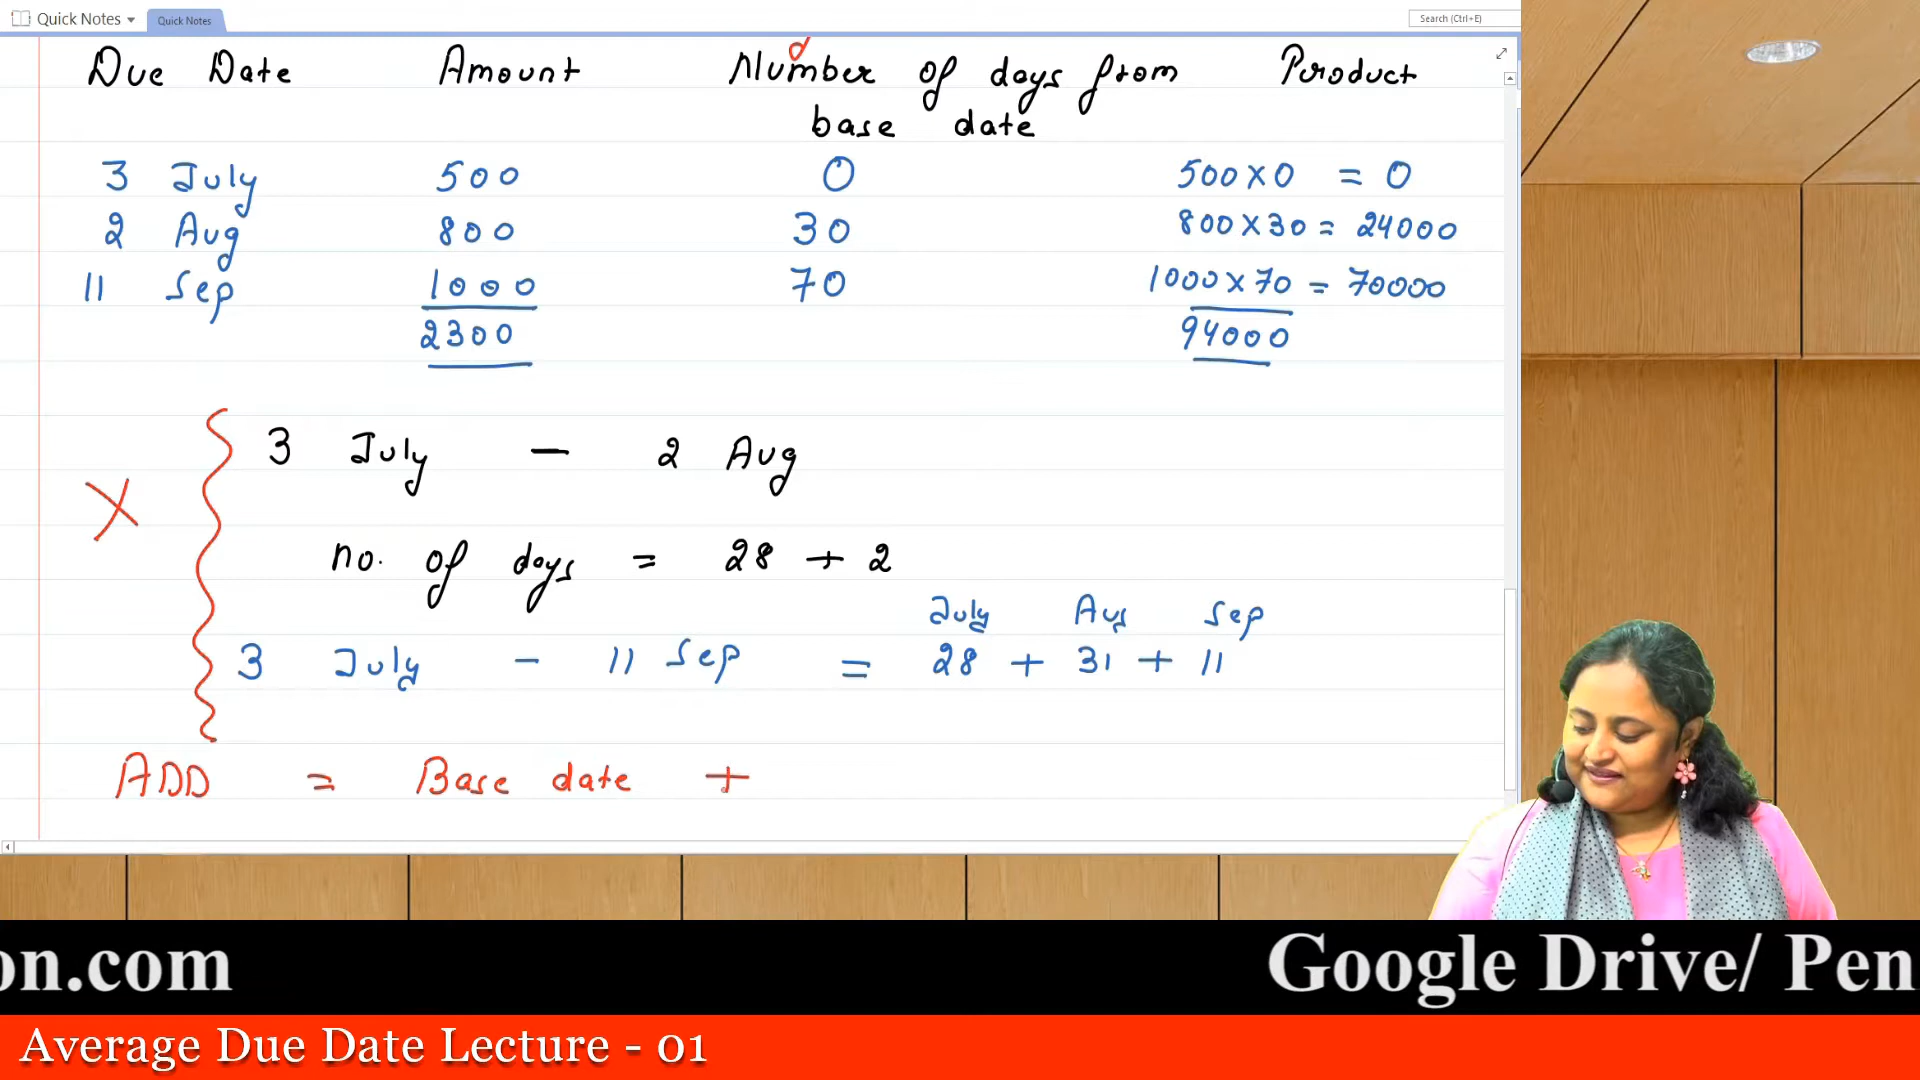 Quick Notes
Quick Notes
Search (Ctrl+E)
Due Date Amount Number of days from Product
base date
3 July 500 0 500 × 0 = 0
2 Aug 800 30 800 × 30 = 24000
11 Sep 1000 70 1000 × 70 = 70000
2300 94000
3 July - 2 Aug
X
no. of days = 28 + 2
July Aug Sep
3 July - 11 Sep = 28 + 31 + 11
ADD = Base date +
on.com Google Drive/ Pen
Average Due Date Lecture - 01